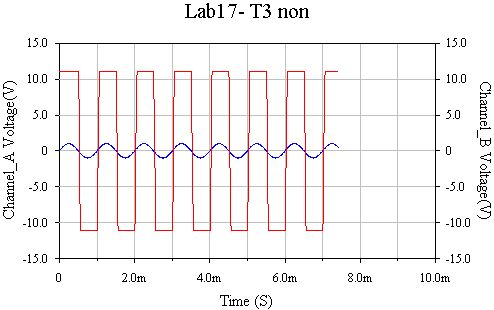 Lab17- T3 non
15.0 15.0
10.0 10.0
5.0 5.0
0 0
-5.0 -5.0
-10.0 -10.0
-15.0 -15.0
Channel_A Voltage(V)
Channel_B Voltage(V)
0 2.0m 4.0m 6.0m 8.0m 10.0m
Time (S)